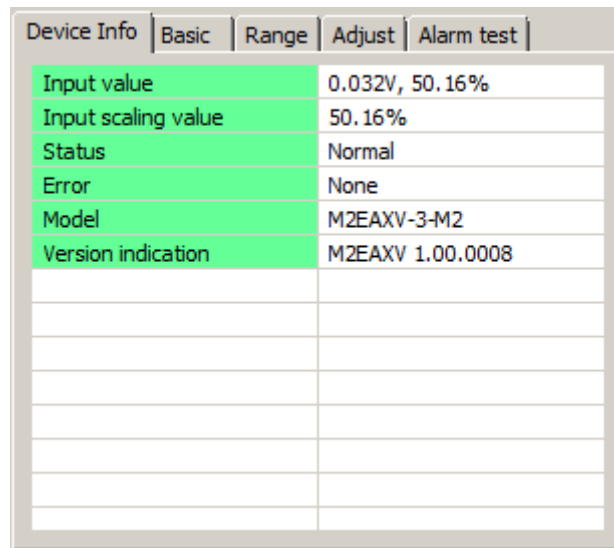 Device Info Basic Range Adjust Alarm test
Input value 0.032V, 50.16%
Input scaling value 50.16%
Status Normal
Error None
Model M2EAXV-3-M2
Version indication M2EAXV 1.00.0008